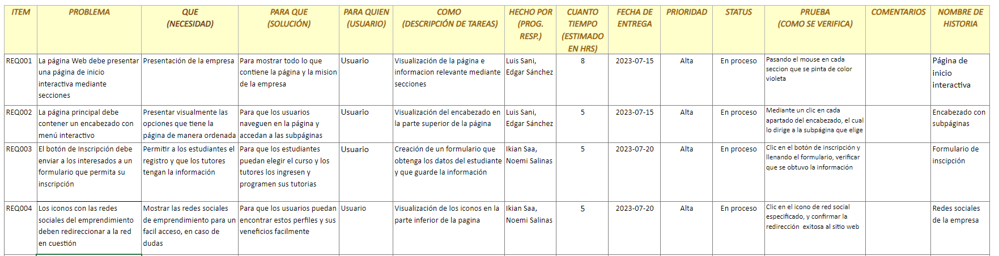 ITEM
PROBLEMA
QUE
(NECESIDAD)
PARA QUE
(SOLUCIÓN)
PARA QUIEN
(USUARIO)
COMO
(DESCRIPCIÓN DE TAREAS)
HECHO POR
(PROG.
RESP.)
CUANTO
TIEMPO
(ESTIMADO
EN HRS)
FECHA DE
ENTREGA
PRIORIDAD
STATUS
PRUEBA
(COMO SE VERIFICA)
COMENTARIOS
NOMBRE DE
HISTORIA
REQ001
La página Web debe presentar
una página de inicio
interactiva mediante
secciones
Presentación de la empresa
Para mostrar todo lo que
contiene la página y la mision
de la empresa
Usuario
Visualización de la página e
informacion relevante mediante
secciones
Luis Sani,
Edgar Sánchez
8
2023-07-15
Alta
En proceso
Pasando el mouse en cada
seccion que se pinta de color
violeta
Página de
inicio
interactiva
REQ002
La página principal debe
contener un encabezado con
menú interactivo
Presentar visualmente las
opciones que tiene la
página de manera ordenada
Para que los usuarios
naveguen en la página y
accedan a las subpáginas
Usuario
Visualización del encabezado en
la parte superior de la página
Luis Sani,
Edgar Sánchez
5
2023-07-15
Alta
En proceso
Mediante un clic en cada
apartado del encabezado, el cual
lo dirige a la subpágina que elige
Encabezado con
subpáginas
REQ003
El botón de Inscripción debe
enviar a los interesados a un
formulario que permita su
inscripción
Permitir a los estudiantes el
registro y que los tutores
tengan la información
Para que los estudiantes
puedan elegir el curso y los
tutores los ingresen y
programen sus tutorias
Usuario
Creación de un formulario que
obtenga los datos del estudiante
y que guarde la información
Ikian Saa,
Noemi Salinas
5
2023-07-20
Alta
En proceso
Clic en el botón de inscripción y
llenando el formulario, verificar
que se obtuvo la información
Formulario de
inscipción
REQ004
Los iconos con las redes
sociales del emprendimiento
deben redireccionar a la red
en cuestión
Mostrar las redes sociales
de emprendimiento para un
facil acceso, en caso de
dudas
Para que los usuarios puedan
encontrar estos perfiles y sus
veneficios facilmente
Usuario
Visualización de los iconos en la
parte inferior de la pagina
Ikian Saa,
Noemi Salinas
5
2023-07-20
Alta
En proceso
Clic en el icono de red social
especificado, y confirmar la
redirección exitosa al sitio web
Redes sociales
de la empresa